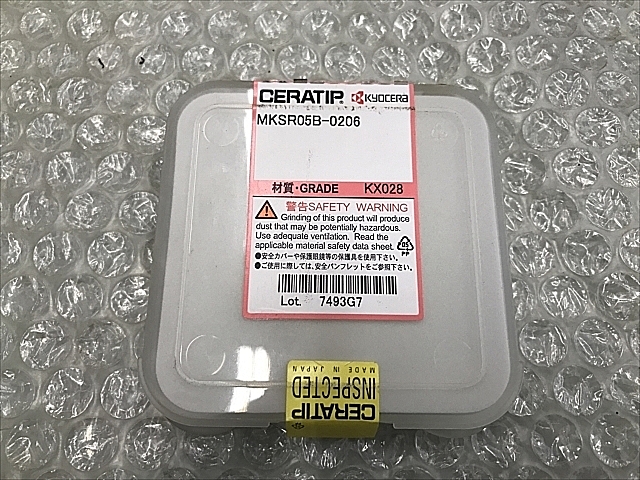 CERATIP® KYOCERA
MKSR05B-0206
材質・GRADE KX028
警告SAFETY WARNING
Grinding of this product will produce
dust that may be potentially hazardous.
Use adequate ventilation. Read the
applicable material safety data sheet.
●安全カバーや保護眼鏡等の保護具を使用下さい。
●ご使用に際しては、安全パンフレットをご参照下さい。
05
PP
Lot. 7493G7
CERATIP
INSPECTED
MADE IN JAPAN